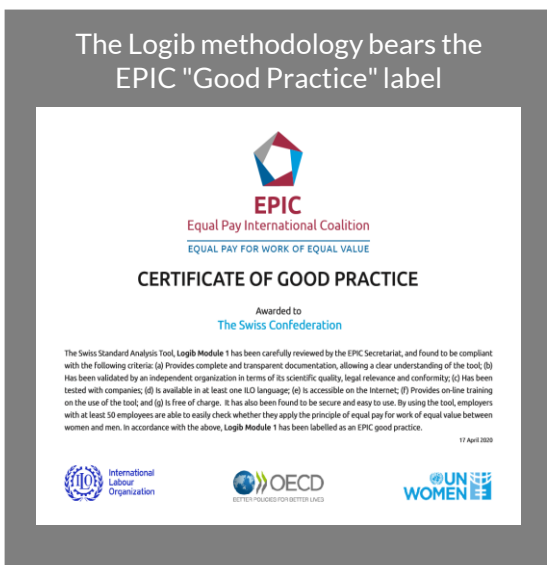 The Logib methodology bears the
EPIC "Good Practice" label
EPIC
Equal Pay International Coalition
EQUAL PAY FOR WORK OF EQUAL VALUE
CERTIFICATE OF GOOD PRACTICE
Awarded to
The Swiss Confederation
The Swiss Standard Analysis Tool, Logib Module 1 has been carefully reviewed by the EPIC Secretariat, and found to be compliant
with the following criteria: (a) Provides complete and transparent documentation, allowing a clear understanding of the tool; (b)
Has been validated by an independent organization in terms of its scientific quality, legal relevance and conformity; (c) Has been
tested with companies; (d) is available in at least one ILO language; (e) Is accessible on the Internet; (f) Provides on-line training
on the use of the tool; and (g) Is free of charge. It has also been found to be secure and easy to use. By using the tool, employers
with at least 50 employees are able to easily check whether they apply the principle of equal pay for work of equal value between
women and men. In accordance with the above, Logib Module 1 has been labelled as an EPIC good practice.
17 April 2020
International
Labour
Organization
OECD
BETTER POLICIES FOR BETTER LIVES
UN
WOMEN